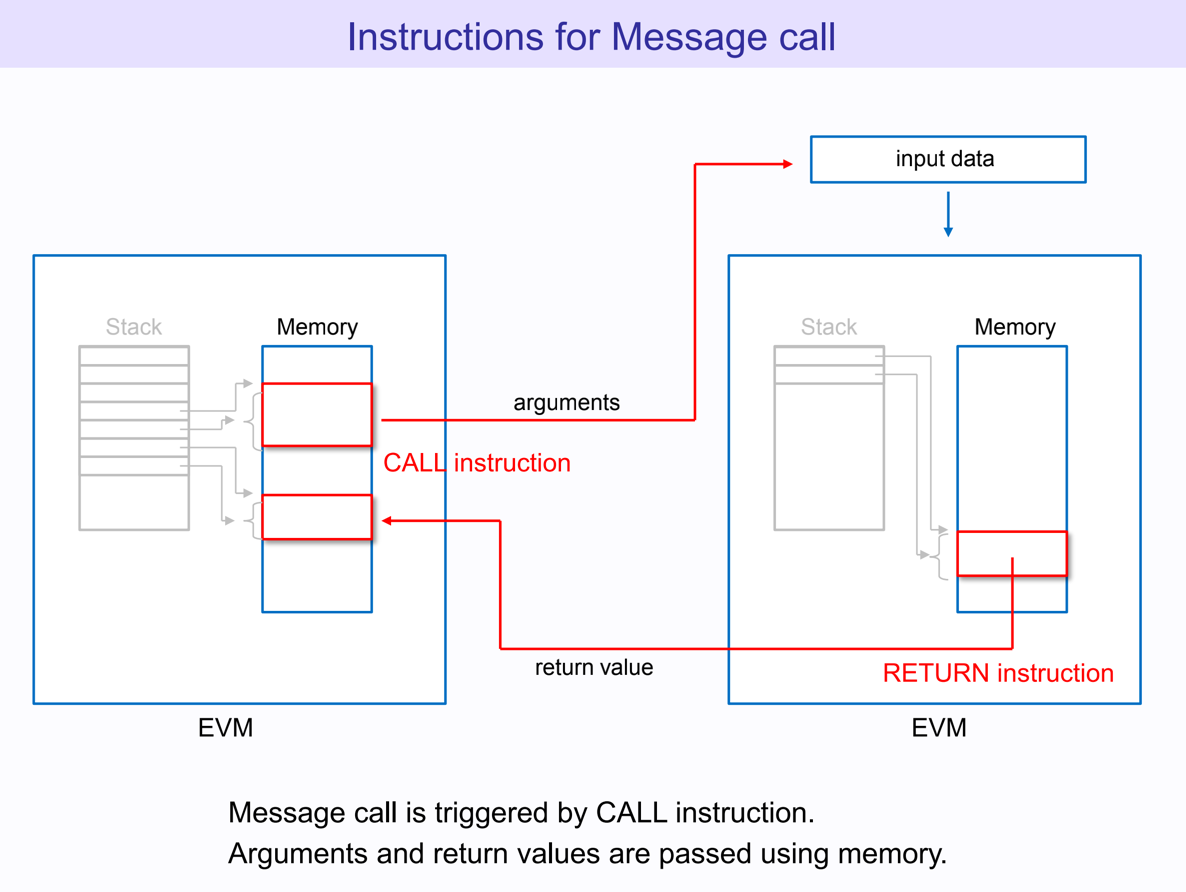 Instructions for Message call
input data
Stack
Memory
Stack
Memory
arguments
CALL instruction
return value
RETURN instruction
EVM
EVM
Message call is triggered by CALL instruction.
Arguments and return values are passed using memory.